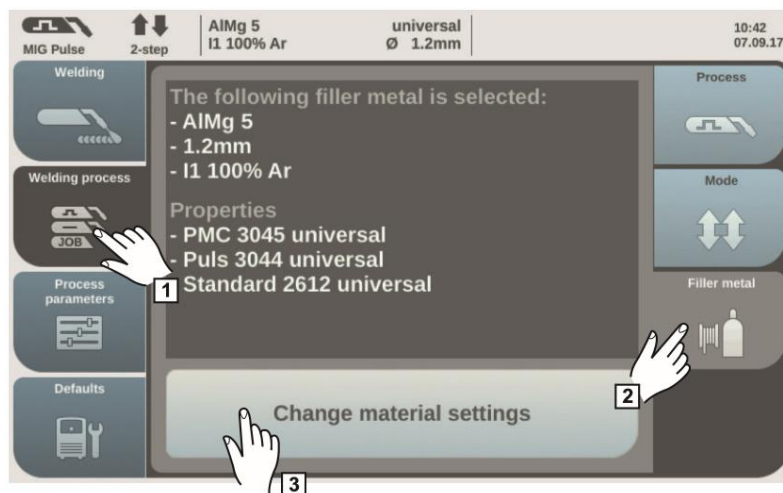 MIG Pulse
2-step
AlMg 5
universal
I1 100% Ar
Ø 1.2mm
10:42
07.09.17
Welding
Welding process
JOB
Process
parameters
Defaults
The following filler metal is selected:
- AlMg 5
- 1.2mm
- I1 100% Ar
Properties
- PMC 3045 universal
- Puls 3044 universal
Standard 2612 universal
Change material settings
Process
Mode
Filler metal
1
2
3